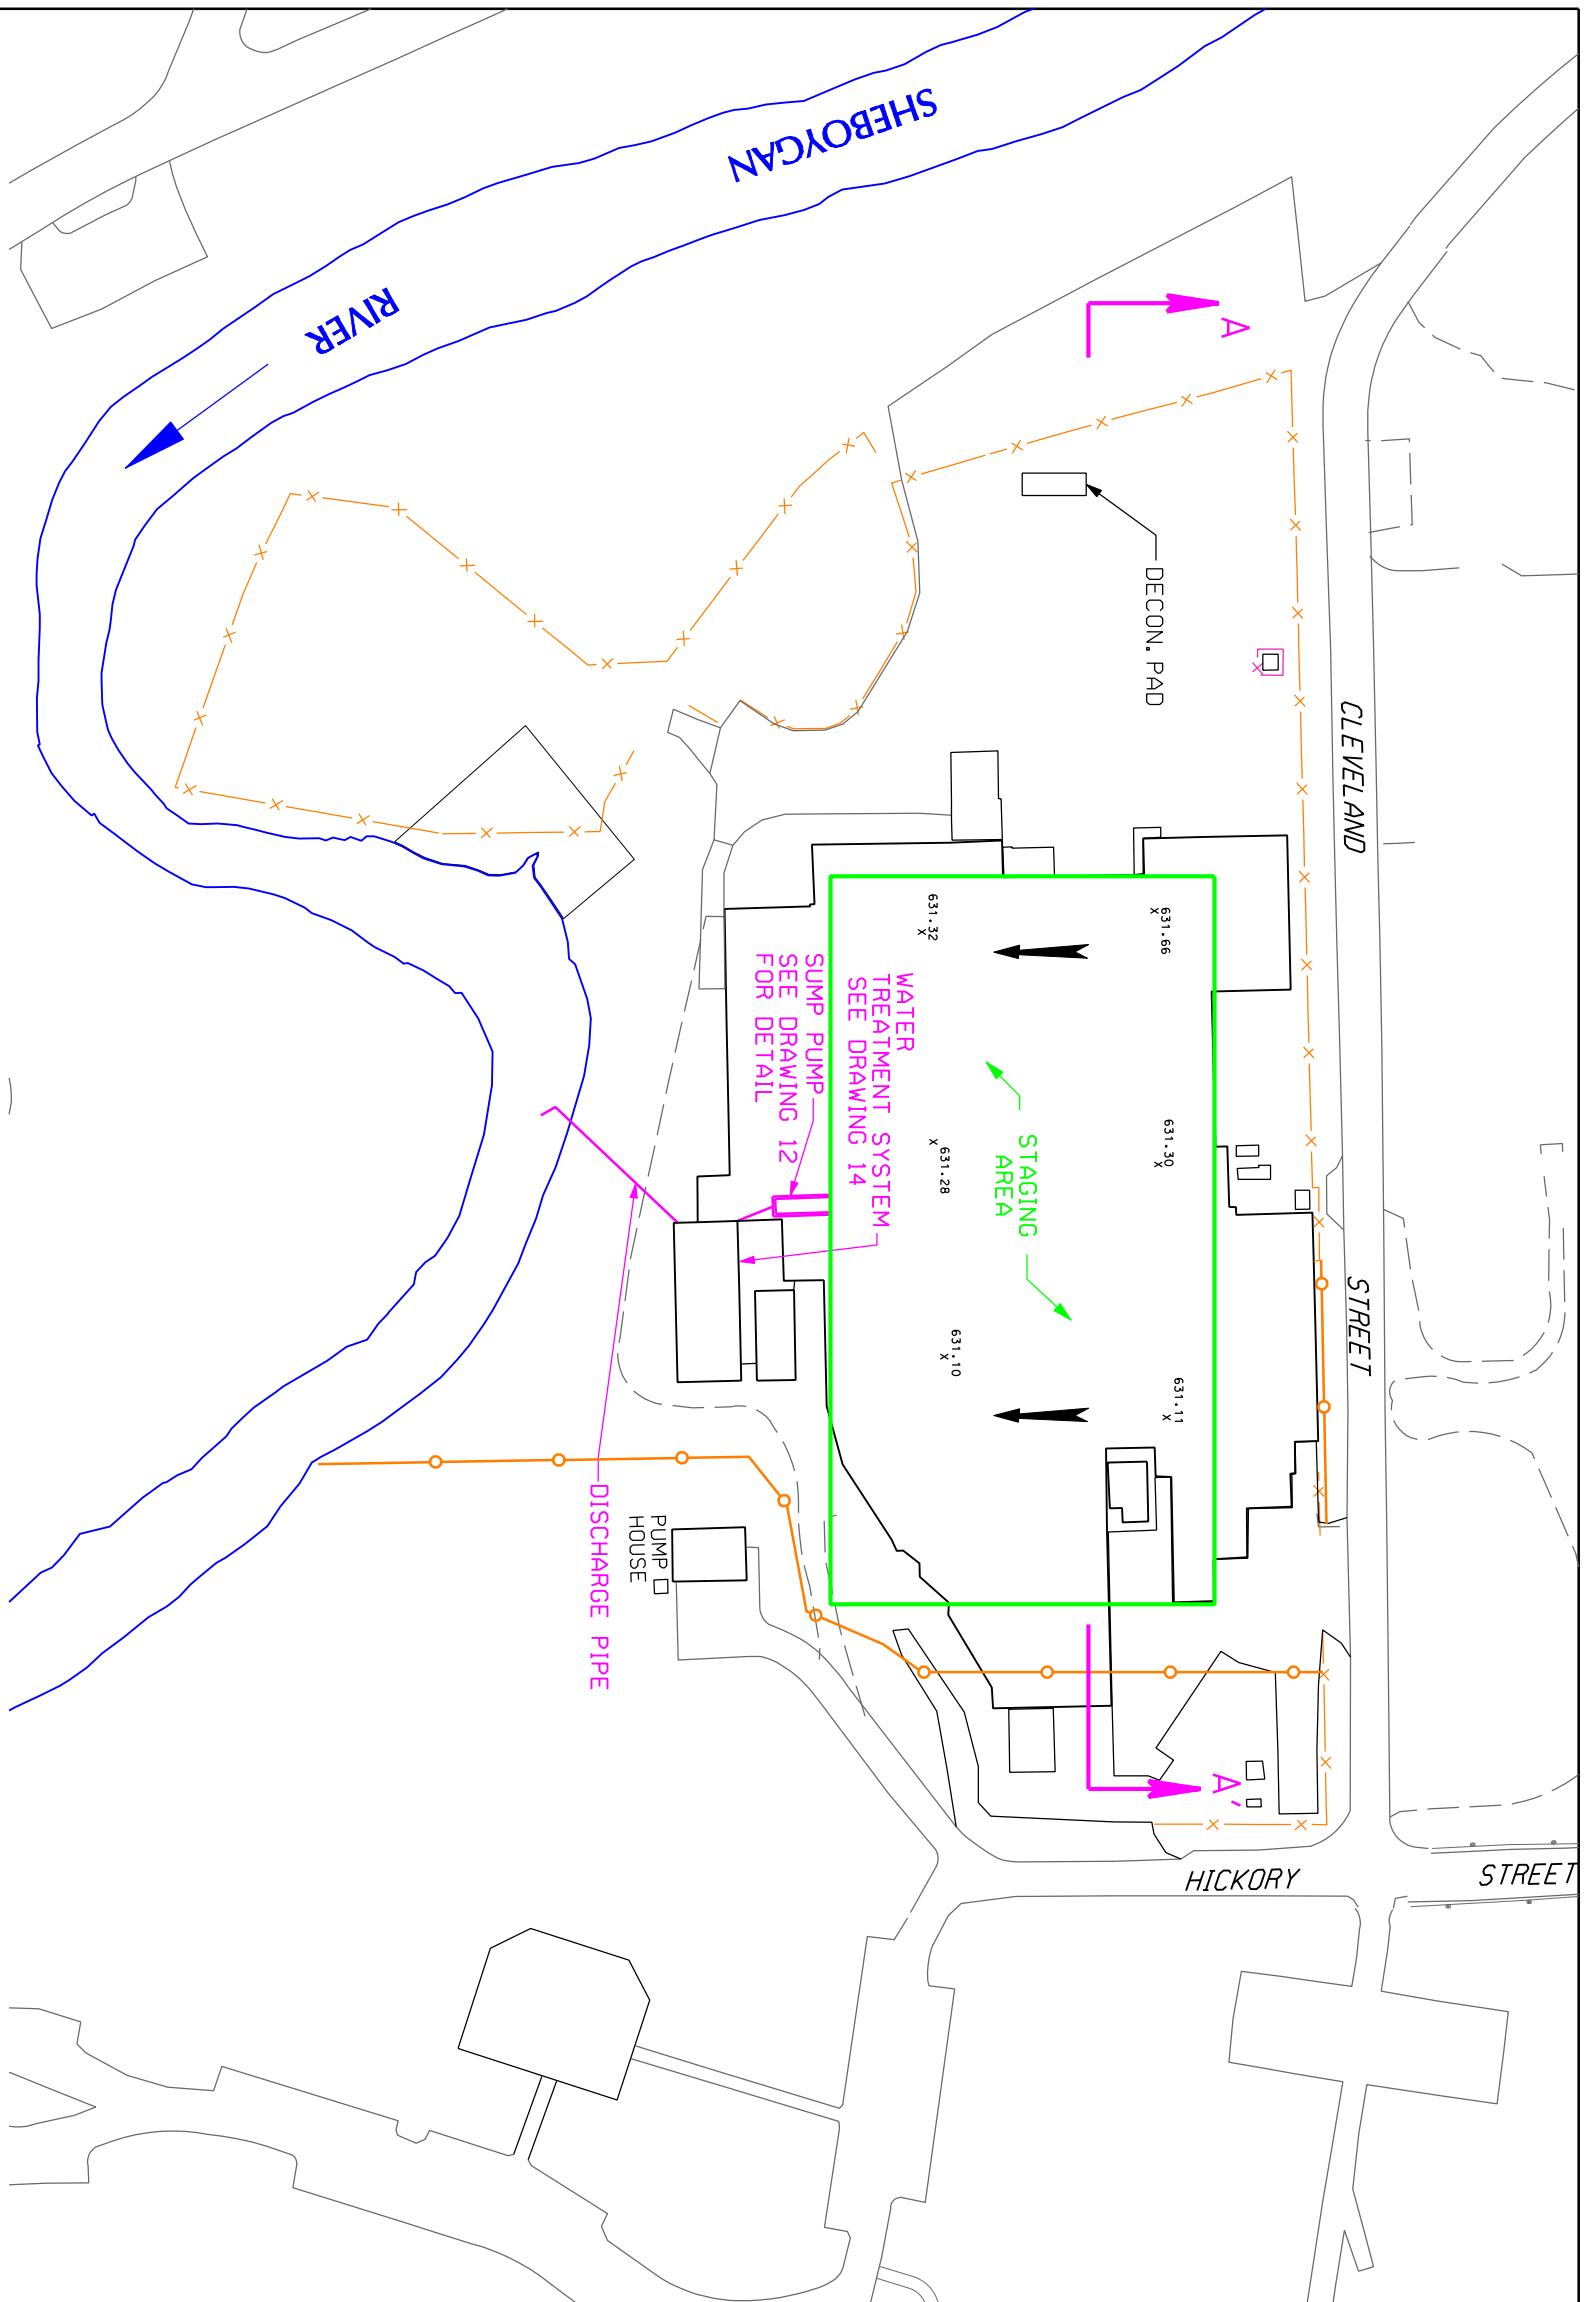 SHEBOYGAN
RIVER
A
DECON. PAD
CLEVELAND
STREET
631.66
x
631.32
x
631.30
x
631.28
x
631.11
x
631.10
x
STAGING
AREA
WATER
TREATMENT SYSTEM
SEE DRAWING 14
SUMP PUMP
SEE DRAWING 12
FOR DETAIL
DISCHARGE PIPE
PUMP
HOUSE
A'
HICKORY
STREET